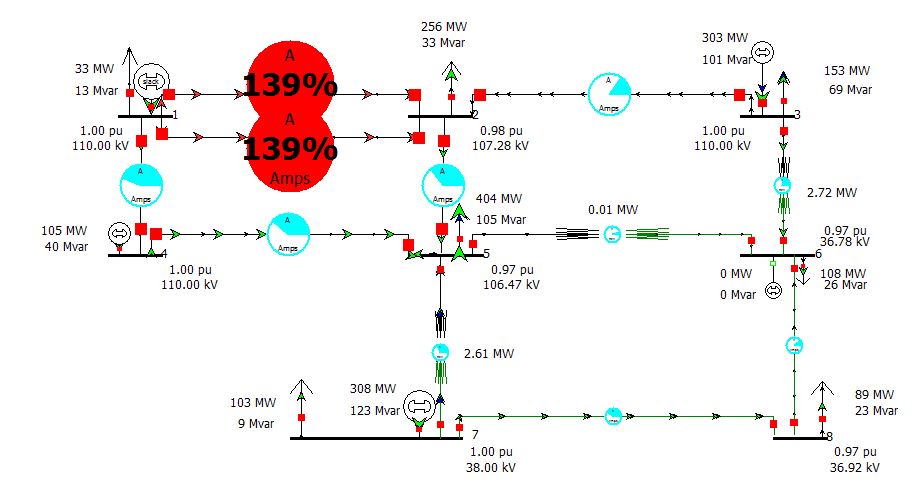 256 MW
33 Mvar
A
139%
33 MW
13 Mvar
slack
1
1.00 pu
110.00 kV
A
139%
Amps
2
0.98 pu
107.28 kV
Amps
303 MW
101 Mvar
153 MW
69 Mvar
3
1.00 pu
110.00 kV
A
Amps
A
Amps
404 MW
105 Mvar
2.72 MW
0.01 MW
105 MW
40 Mvar
4
1.00 pu
110.00 kV
A
Amps
5
0.97 pu
106.47 kV
0.97 pu
36.78 kV
6
0 MW
0 Mvar
108 MW
26 Mvar
2.61 MW
103 MW
9 Mvar
308 MW
123 Mvar
7
1.00 pu
38.00 kV
89 MW
23 Mvar
8
0.97 pu
36.92 kV